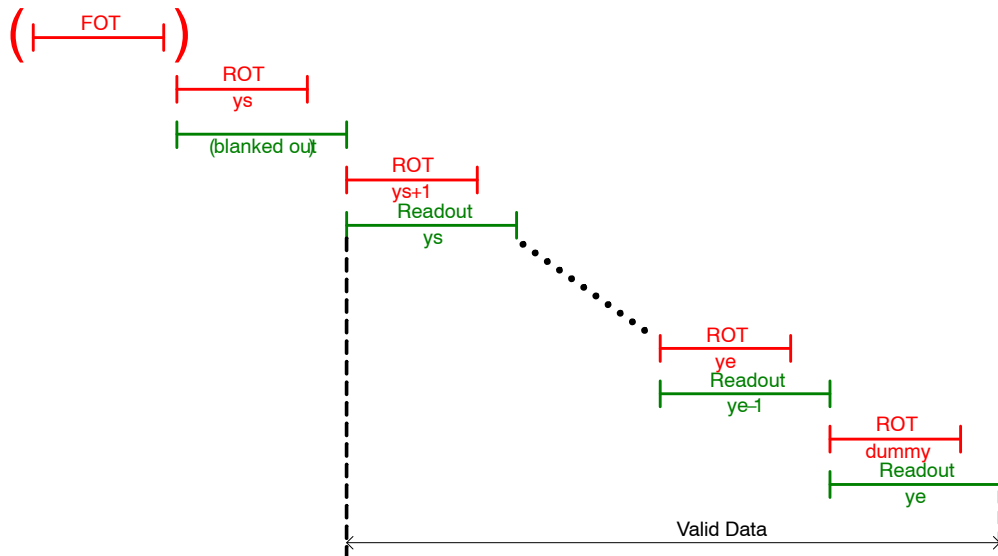 ( FOT )
ROT
ys
(blanked out)
ROT
ys+1
Readout
ys
ROT
ye
Readout
ye–1
ROT
dummy
Readout
ye
Valid Data